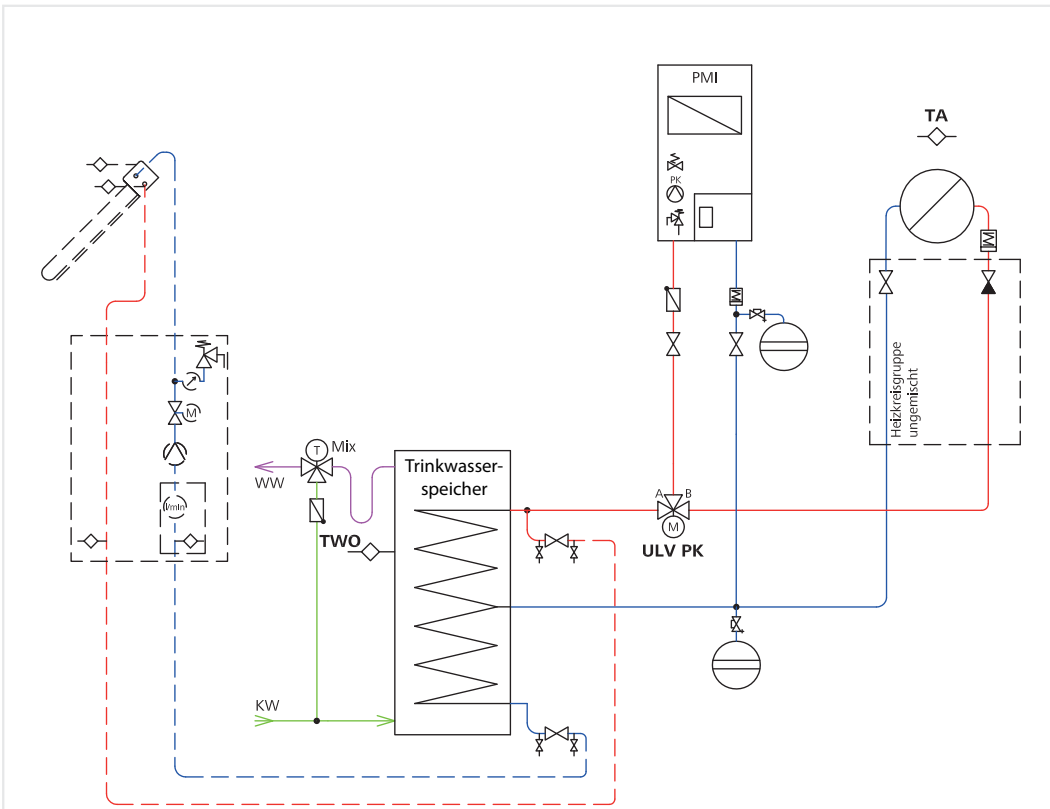 PMI
PK
TA
Heizkreisgruppe
ungemischt
M
T
Mix
WW
Trinkwasser-
speicher
l/min
TWO
A
B
M
ULV PK
KW